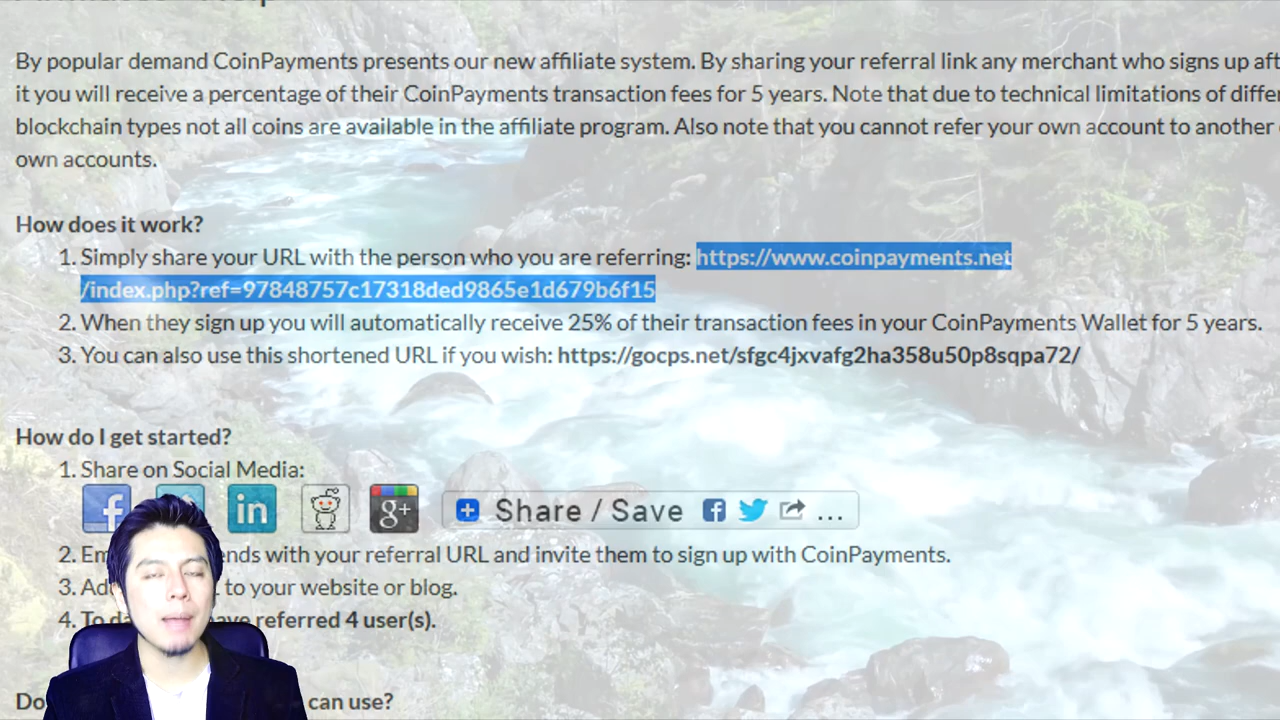 By popular demand CoinPayments presents our new affiliate system. By sharing your referral link any merchant who signs up
it you will receive a percentage of their CoinPayments transaction fees for 5 years. Note that due to technical limitations of
blockchain types not all coins are available in the affiliate program. Also note that you cannot refer your own account to another
own accounts.
How does it work?
1. Simply share your URL with the person who you are referring: https://www.coinpayments.net
/index.php?ref=97848757c17318ded9865e1d679b6f15
2. When they sign up you will automatically receive 25% of their transaction fees in your CoinPayments Wallet for 5 years.
3. You can also use this shortened URL if you wish: https://gocps.net/sfgc4jxvafg2ha358u50p8sqpa72/
How do I get started?
1. Share on Social Media:
f in g+ Share / Save f ...
2. with your referral URL and invite them to sign up with CoinPayments.
3. to your website or blog.
4. referred 4 user(s).
can use?